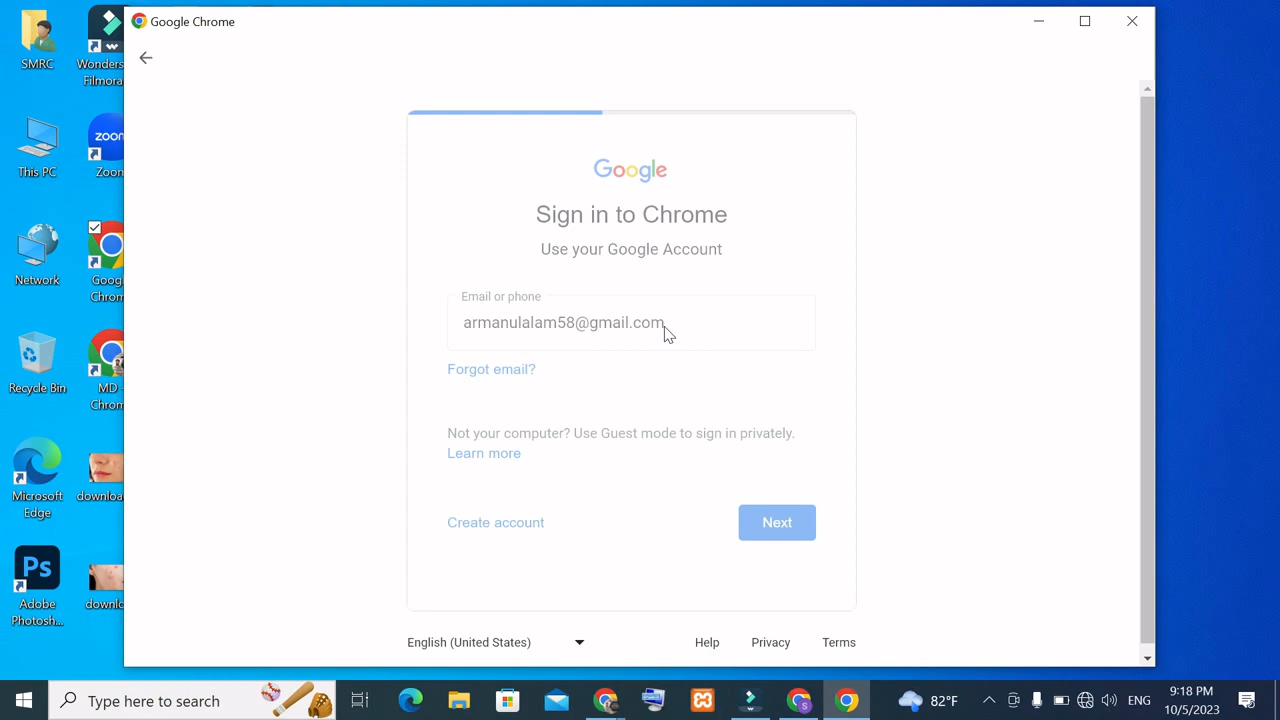 Google Chrome
SMRC
Wonders
Filmora
This PC
zoom
Zoom
Network
Google
Chrom
Recycle Bin
MD -
Chrom
Microsoft
Edge
downloa
Ps
Adobe
Photosh...
downlo
Google
Sign in to Chrome
Use your Google Account
Email or phone
armanulalam58@gmail.com
Forgot email?
Not your computer? Use Guest mode to sign in privately.
Learn more
Create account
Next
English (United States)
Help
Privacy
Terms
Type here to search
S
82°F
ENG
9:18 PM
10/5/2023